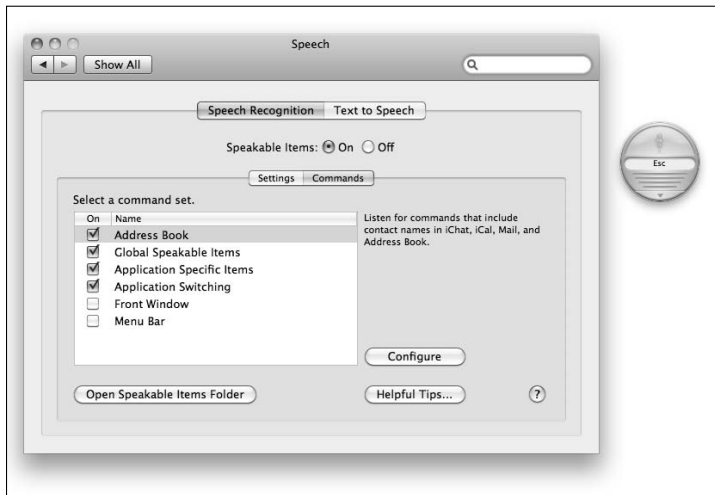 Speech
Show All
Speech Recognition Text to Speech
Speakable Items: On Off
Esc
Settings Commands
Select a command set.
On Name
Address Book
Global Speakable Items
Application Specific Items
Application Switching
Front Window
Menu Bar
Listen for commands that include
contact names in iChat, iCal, Mail, and
Address Book.
Configure
Open Speakable Items Folder
Helpful Tips...
?